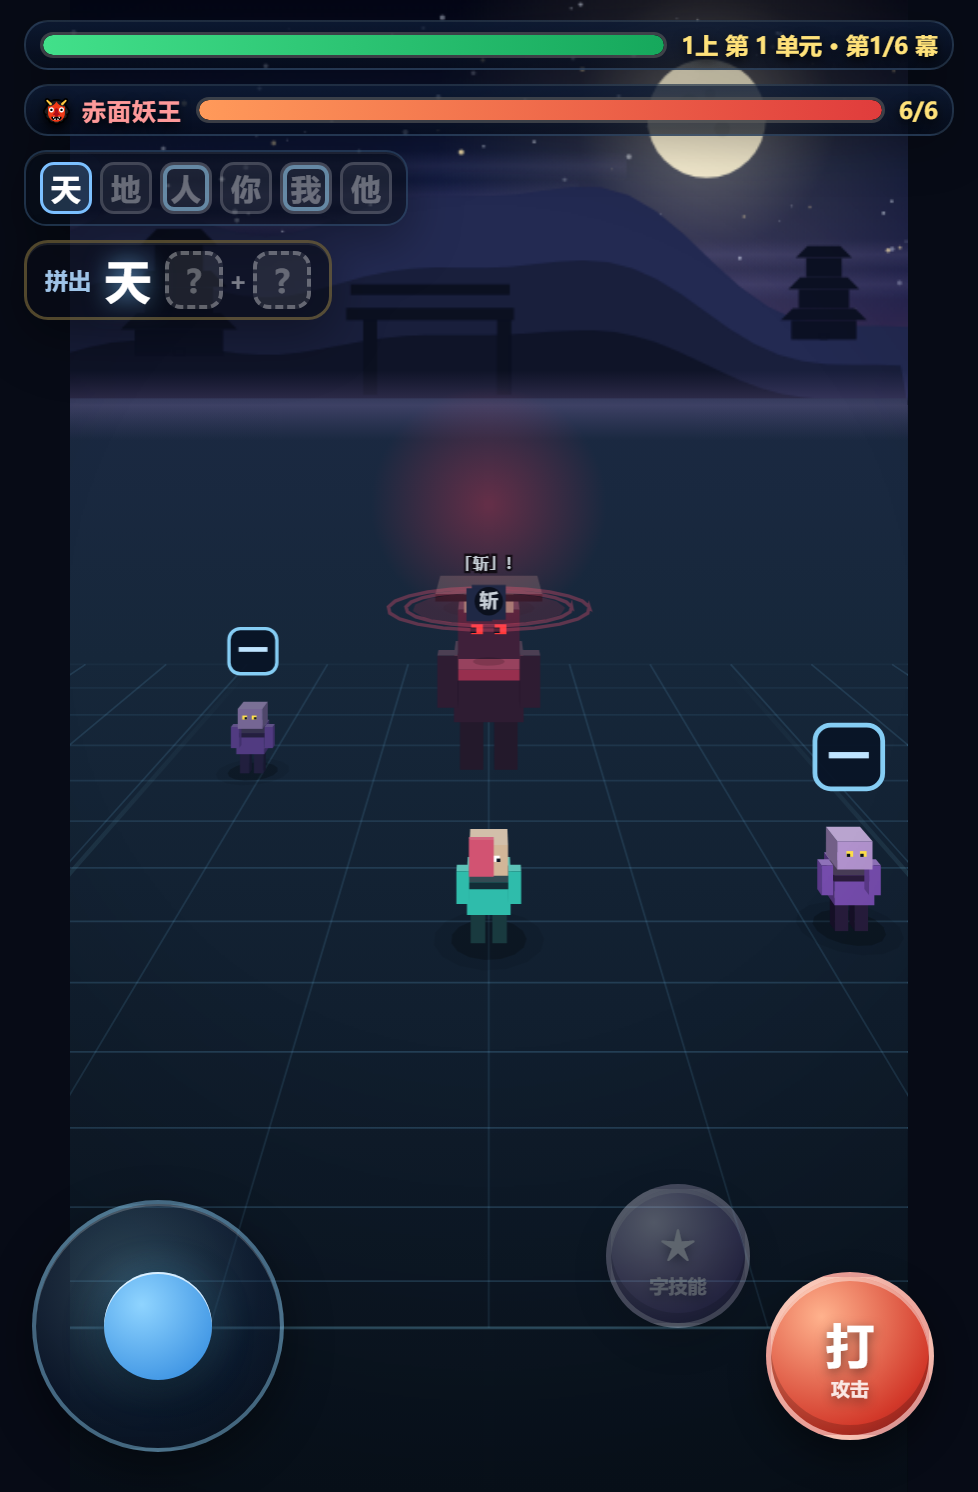 1上 第 1 单元 • 第1/6 幕
赤面妖王 6/6
天 地 人 你 我 他
拼出 天 ? + ?
「斩」!
斩
一
一
★
字技能
打
攻击